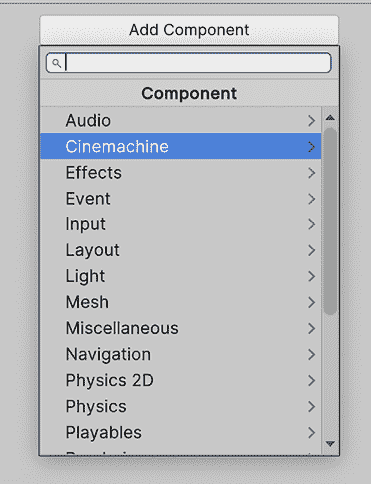 Add Component
Component
Audio
Cinemachine
Effects
Event
Input
Layout
Light
Mesh
Miscellaneous
Navigation
Physics 2D
Physics
Playables